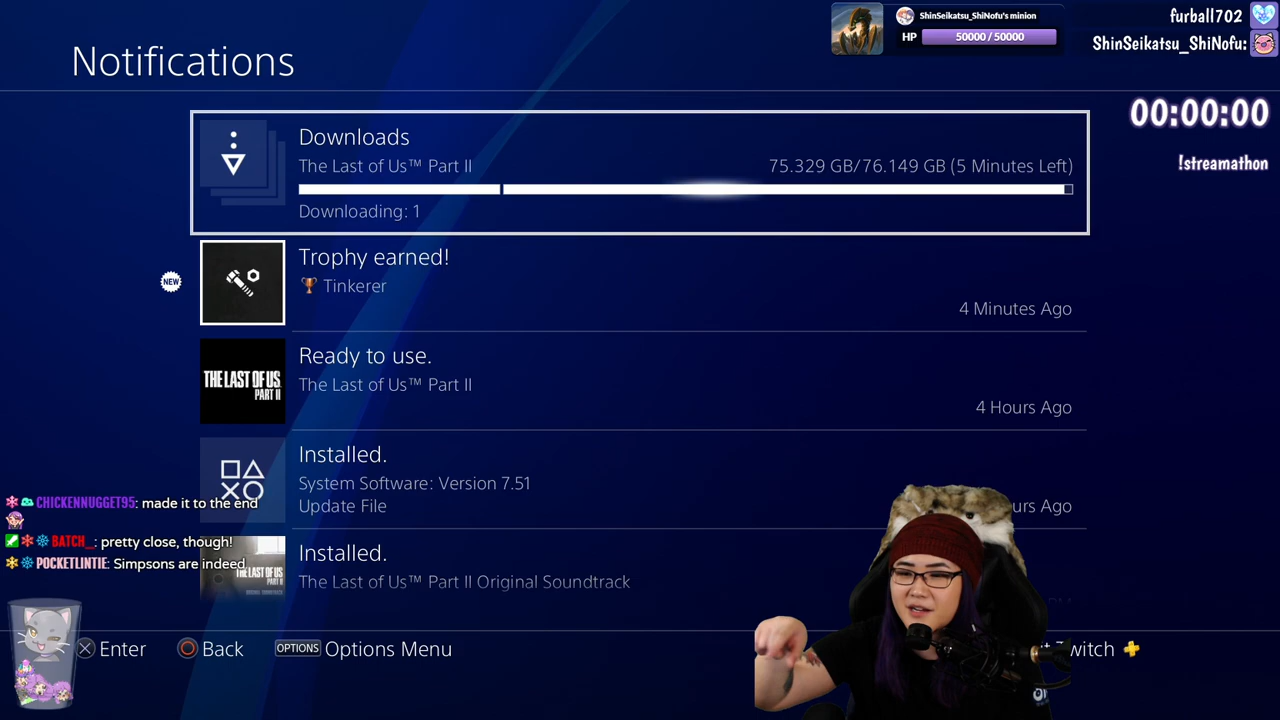 Notifications
ShinSeikatsu_ShiNofu's minion
HP 50000/50000
furball702
ShinSeikatsu_ShiNofu:
00:00:00
!streamathon
Downloads
The Last of Us™ Part II 75.329 GB/76.149 GB (5 Minutes Left)
Downloading: 1
NEW
Trophy earned!
Tinkerer
4 Minutes Ago
THE LAST OF US
PART II
Ready to use.
The Last of Us™ Part II
4 Hours Ago
Installed.
System Software: Version 7.51
Update File
Ago
CHICKENNUGGET95: made it to the end
BATCH_: pretty close, though!
POCKETLINTIE: Simpsons are indeed
THE LAST OF US
PART II
Installed.
The Last of Us™ Part II Original Soundtrack
Enter Back OPTIONS Options Menu